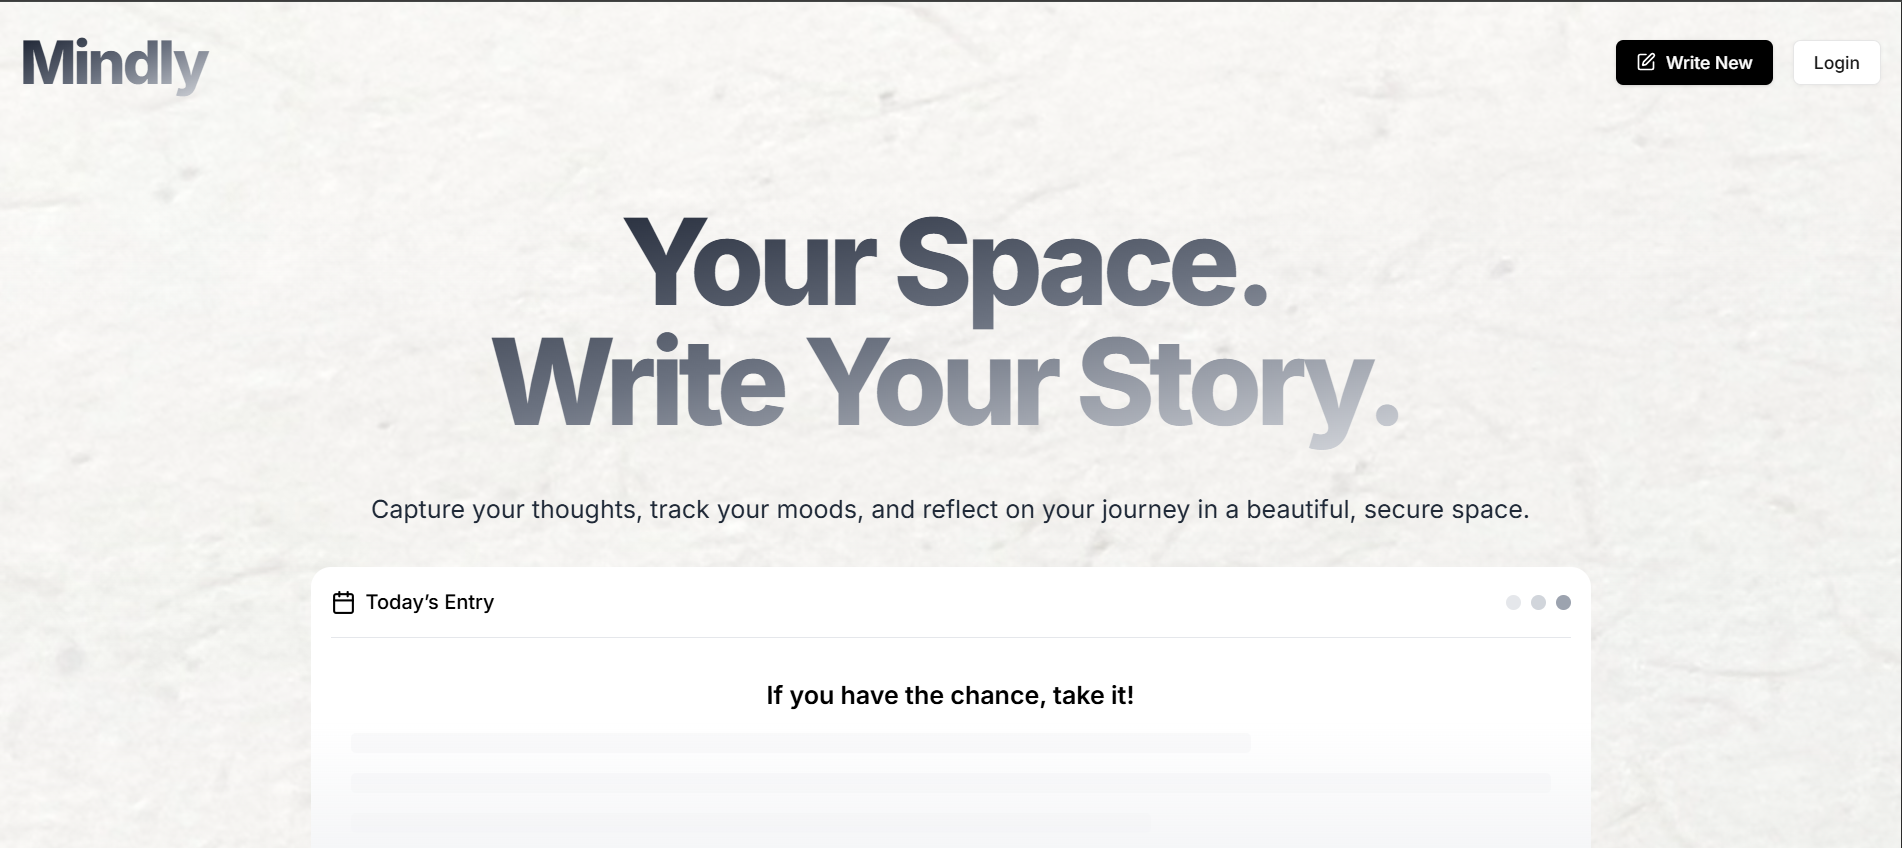 Mindly
Write New
Login
Your Space.
Write Your Story.
Capture your thoughts, track your moods, and reflect on your journey in a beautiful, secure space.
Today’s Entry
If you have the chance, take it!